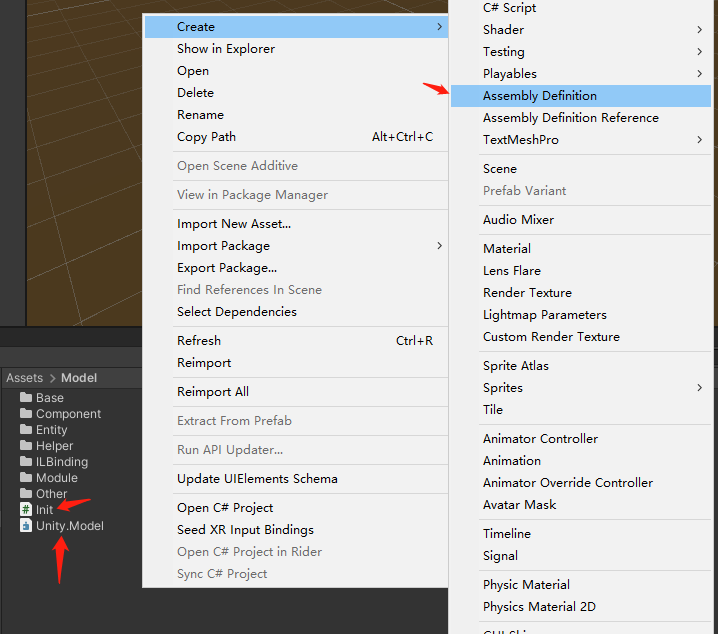 Create
Show in Explorer
Open
Delete
Rename
Copy Path Alt+Ctrl+C
Open Scene Additive
View in Package Manager
Import New Asset...
Import Package
Export Package...
Find References In Scene
Select Dependencies
Refresh Ctrl+R
Reimport
Reimport All
Extract From Prefab
Run API Updater...
Update UIElements Schema
Open C# Project
Seed XR Input Bindings
Open C# Project in Rider
Sync C# Project
C# Script
Shader
Testing
Playables
Assembly Definition
Assembly Definition Reference
TextMeshPro
Scene
Prefab Variant
Audio Mixer
Material
Lens Flare
Render Texture
Lightmap Parameters
Custom Render Texture
Sprite Atlas
Sprites
Tile
Animator Controller
Animation
Animator Override Controller
Avatar Mask
Timeline
Signal
Physic Material
Physics Material 2D
Assets > Model
Base
Component
Entity
Helper
ILBinding
Module
Other
Init
Unity.Model